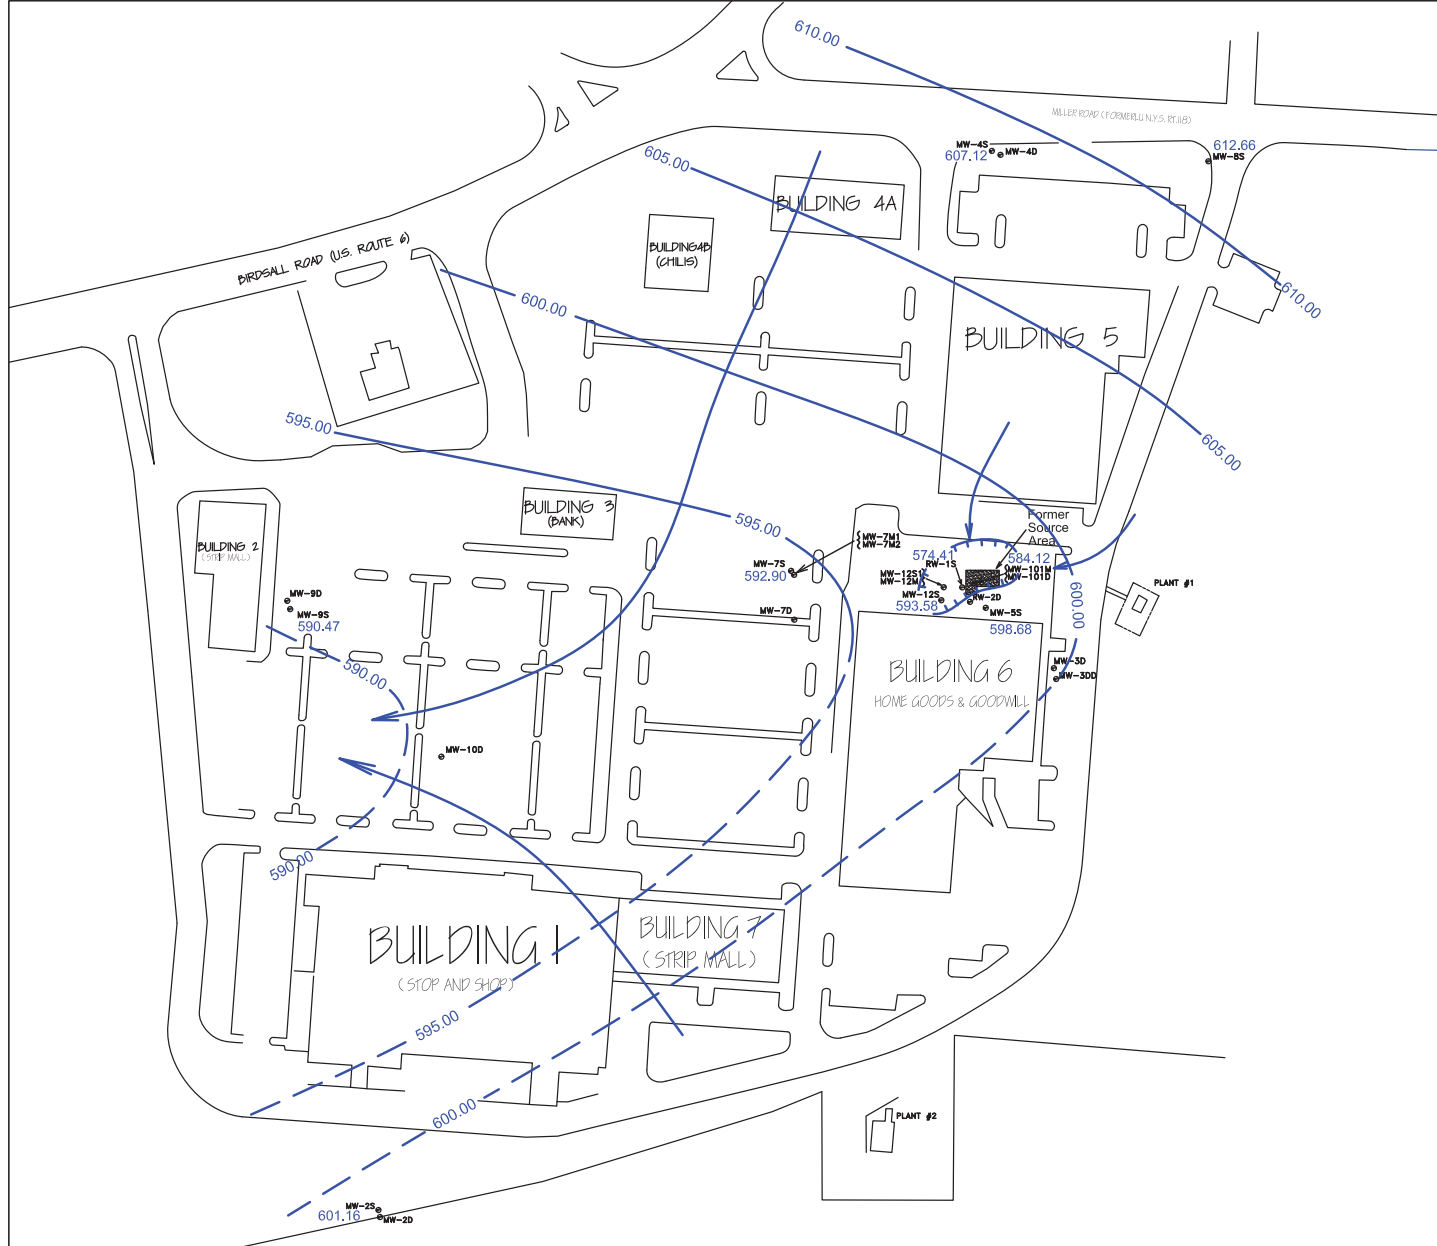 610.00
MILLER ROAD (FORMERLU N.Y.S. RT.118)
605.00
MW-4S
607.12
MW-4D
612.66
MW-8S
BUILDING 4A
BIRDSALL ROAD (U.S. ROUTE 6)
BUILDING4B
(CHILIS)
600.00
610.00
BUILDING 5
595.00
605.00
BUILDING 3
(BANK)
595.00
Former
Source
Area
BUILDING 2
(STRIP MALL)
MW-7M1
MW-7M2
574.41
584.12
MW-7S
592.90
RW-1S
MW-12S1
MW-12M
MW-101M
MW-101D
PLANT #1
MW-9D
MW-12S
593.58
RW-2D
600.00
MW-9S
590.47
MW-7D
MW-5S
598.68
590.00
BUILDING 6
HOME GOODS & GOODWILL
MW-3D
MW-3DD
MW-10D
590.00
BUILDING 1
(STOP AND SHOP)
BUILDING 7
(STRIP MALL)
595.00
600.00
PLANT #2
MW-2S
601.16
MW-2D